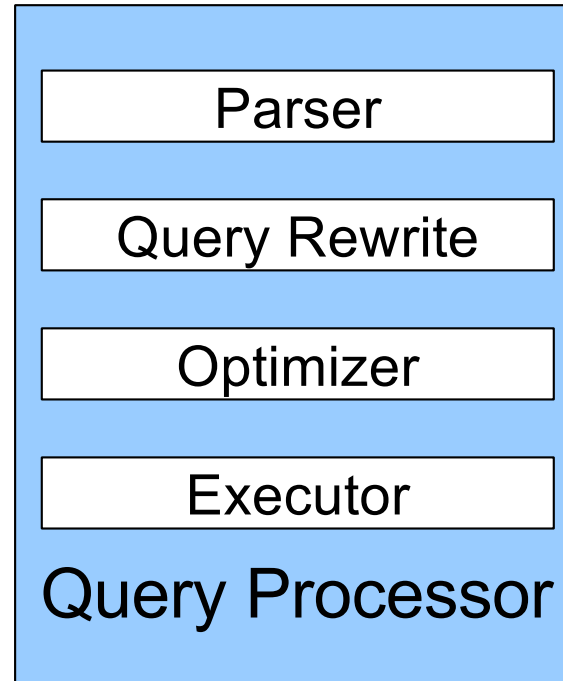 Parser
Query Rewrite
Optimizer
Executor
Query Processor